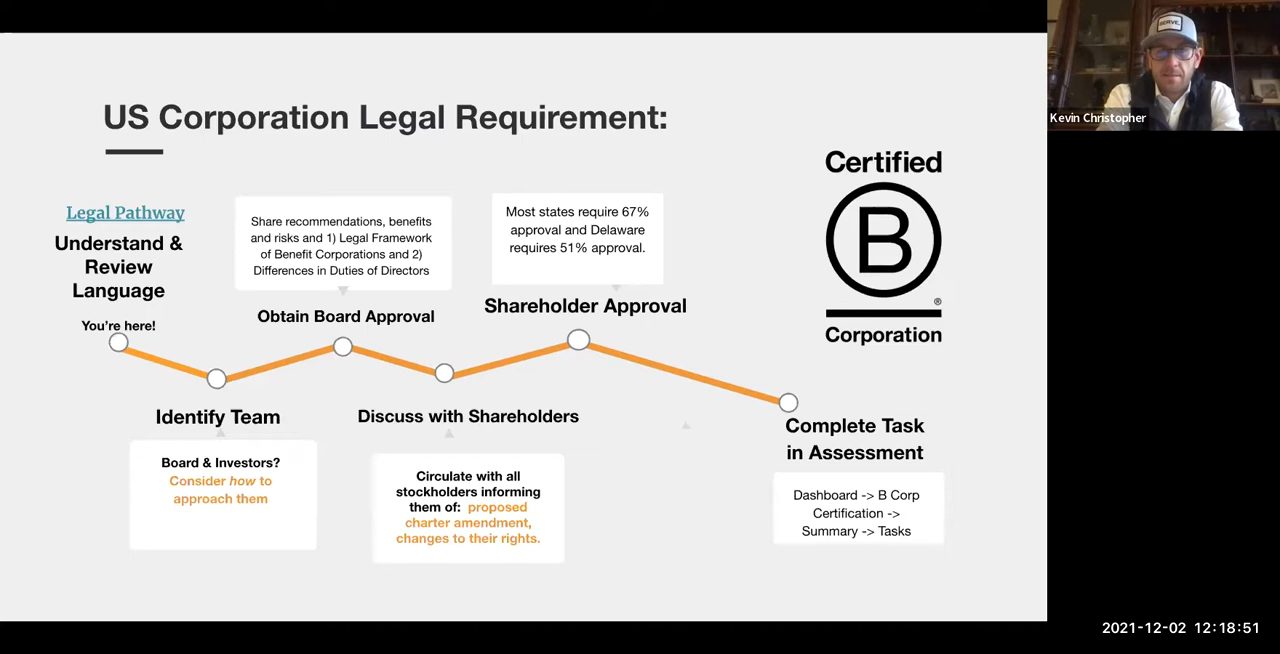 US Corporation Legal Requirement:
Legal Pathway
Understand &
Review
Language
You're here!
Share recommendations, benefits
and risks and 1) Legal Framework
of Benefit Corporations and 2)
Differences in Duties of Directors
Obtain Board Approval
Most states require 67%
approval and Delaware
requires 51% approval.
Shareholder Approval
Certified
B
®
Corporation
Identify Team
Board & Investors?
Consider how to
approach them
Discuss with Shareholders
Circulate with all
stockholders informing
them of: proposed
charter amendment,
changes to their rights.
Complete Task
in Assessment
Dashboard -> B Corp
Certification ->
Summary -> Tasks
SERVE.
Kevin Christopher
2021-12-02 12:18:51